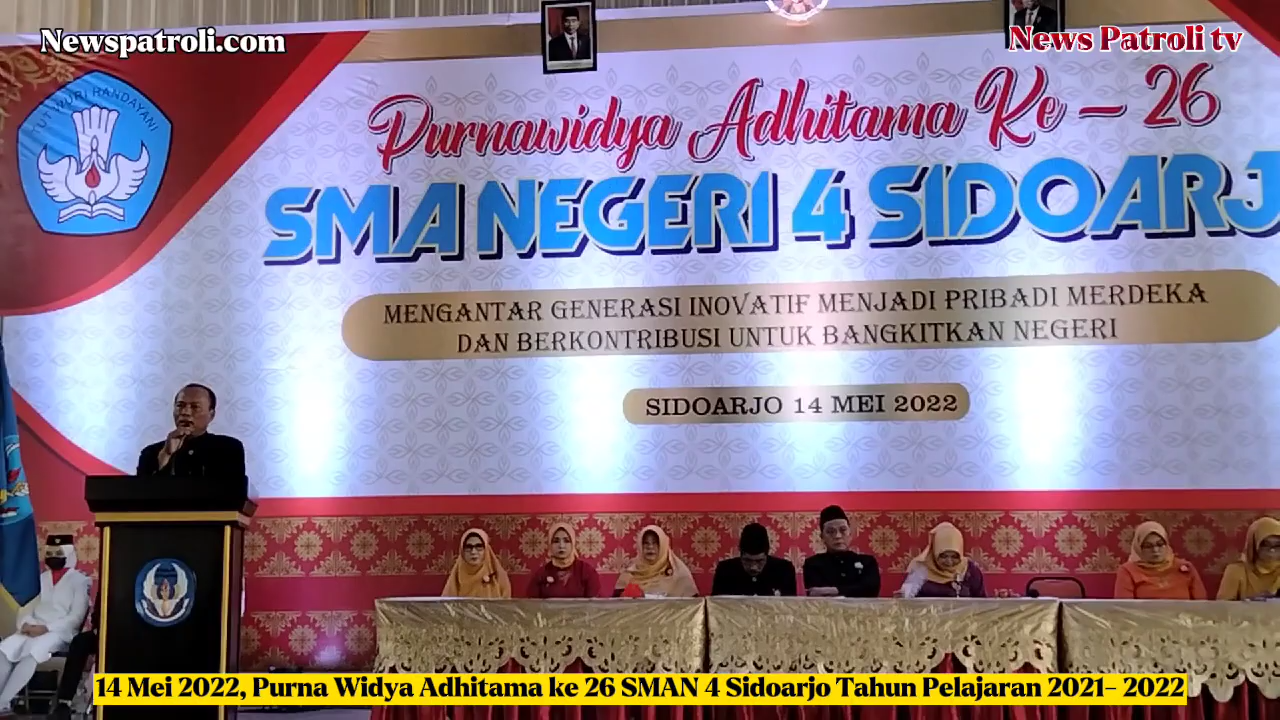 Newspatroli.com
News Patroli tv
TUT WURI HANDAYANI
Purnawidya Adhitama Ke - 26
SMA NEGERI 4 SIDOARJ
MENGANTAR GENERASI INOVATIF MENJADI PRIBADI MERDEKA
DAN BERKONTRIBUSI UNTUK BANGKITKAN NEGERI
SIDOARJO 14 MEI 2022
14 Mei 2022, Purna Widya Adhitama ke 26 SMAN 4 Sidoarjo Tahun Pelajaran 2021- 2022